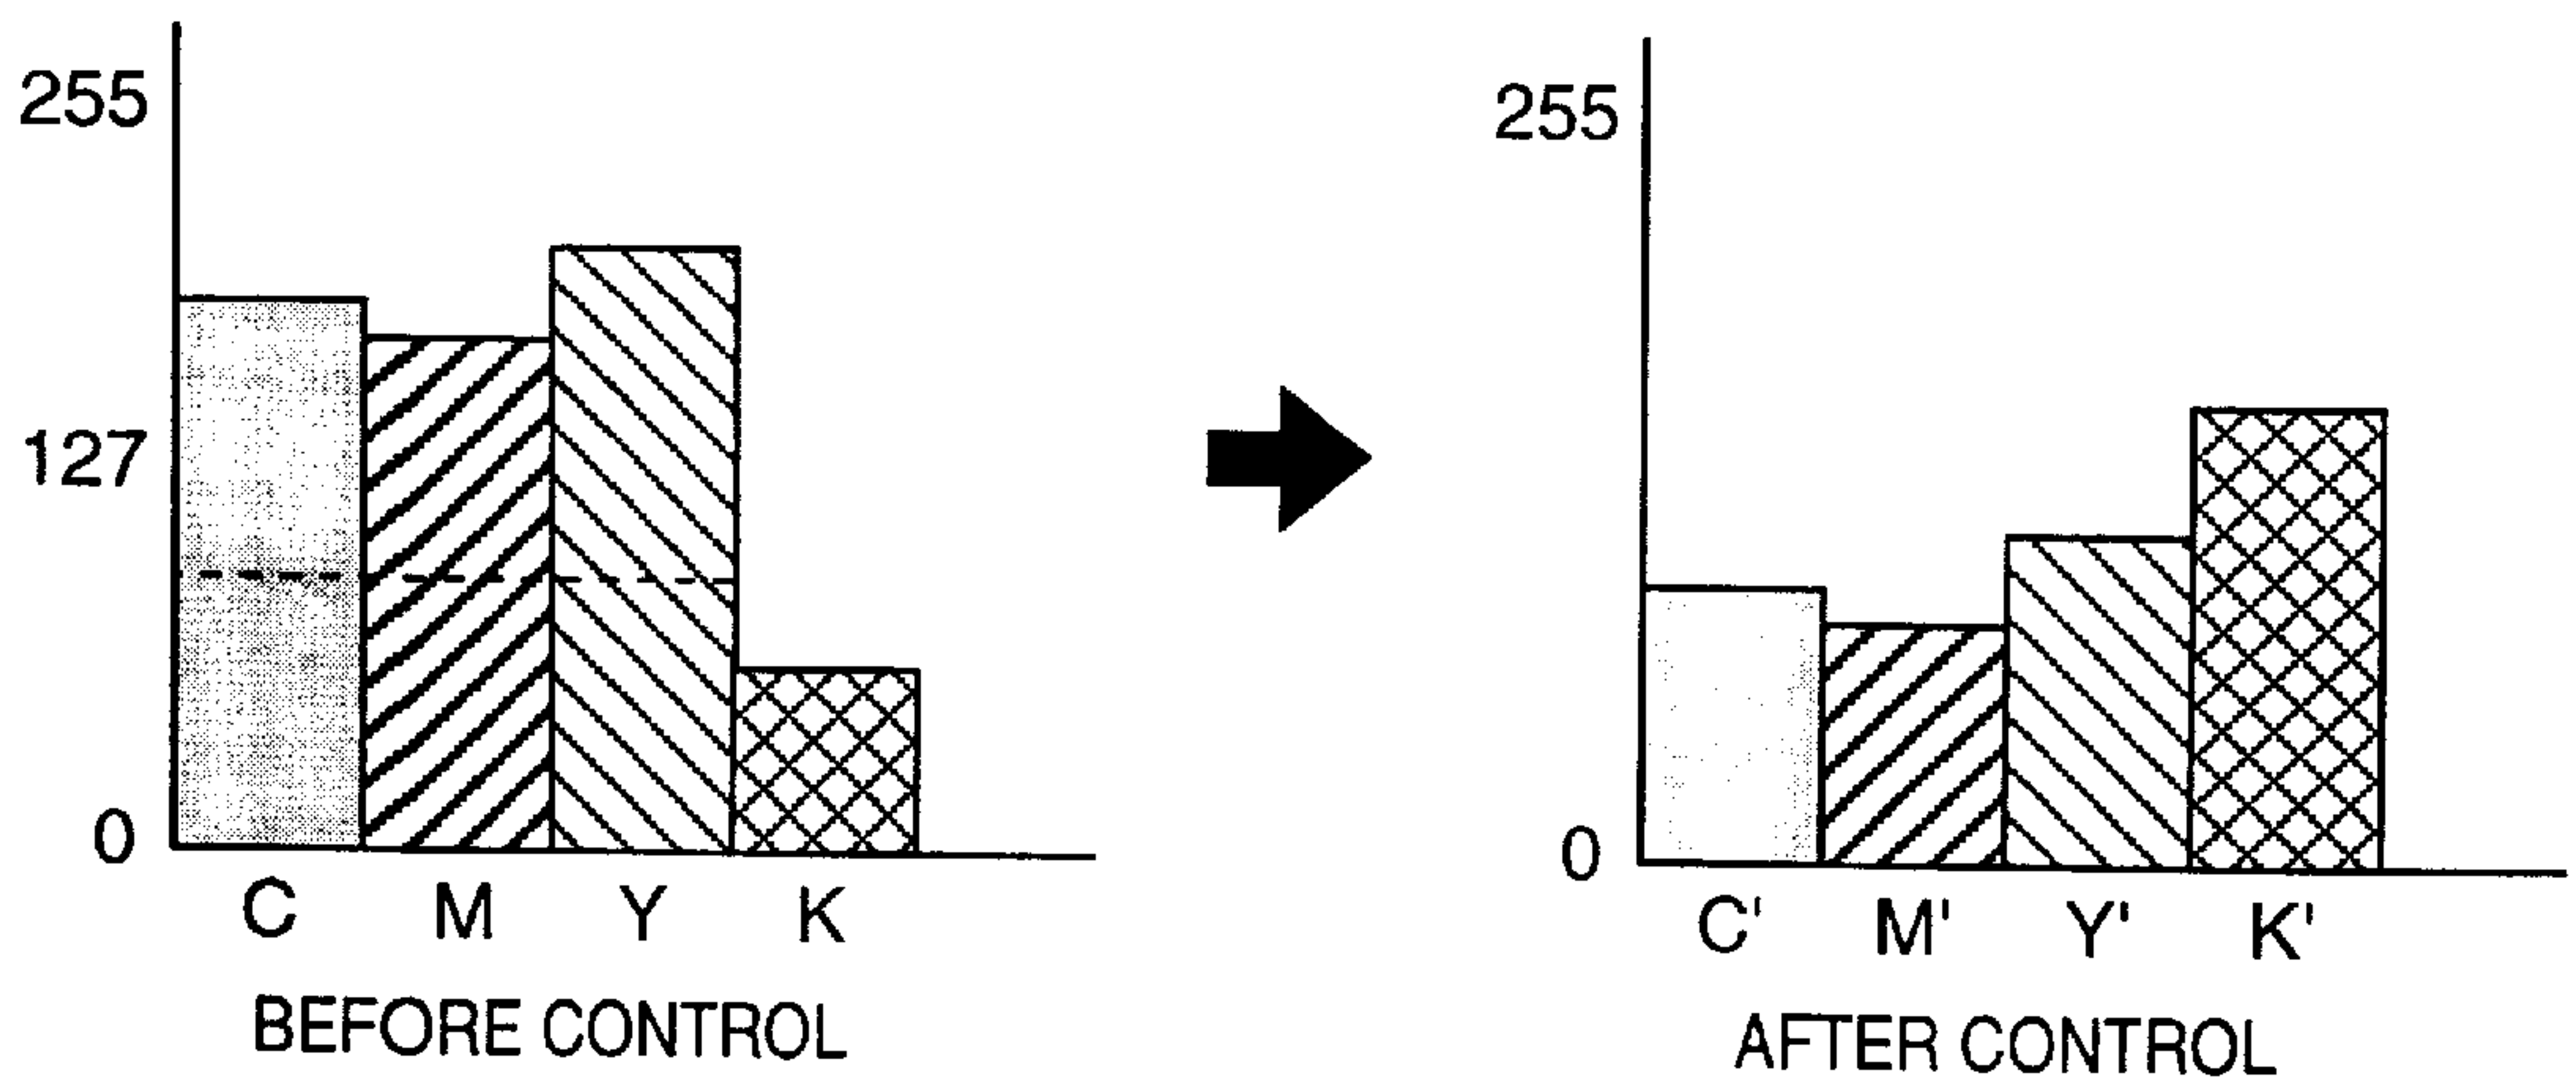 255
127
0
C M Y K
BEFORE CONTROL
255
0
C' M' Y' K'
AFTER CONTROL